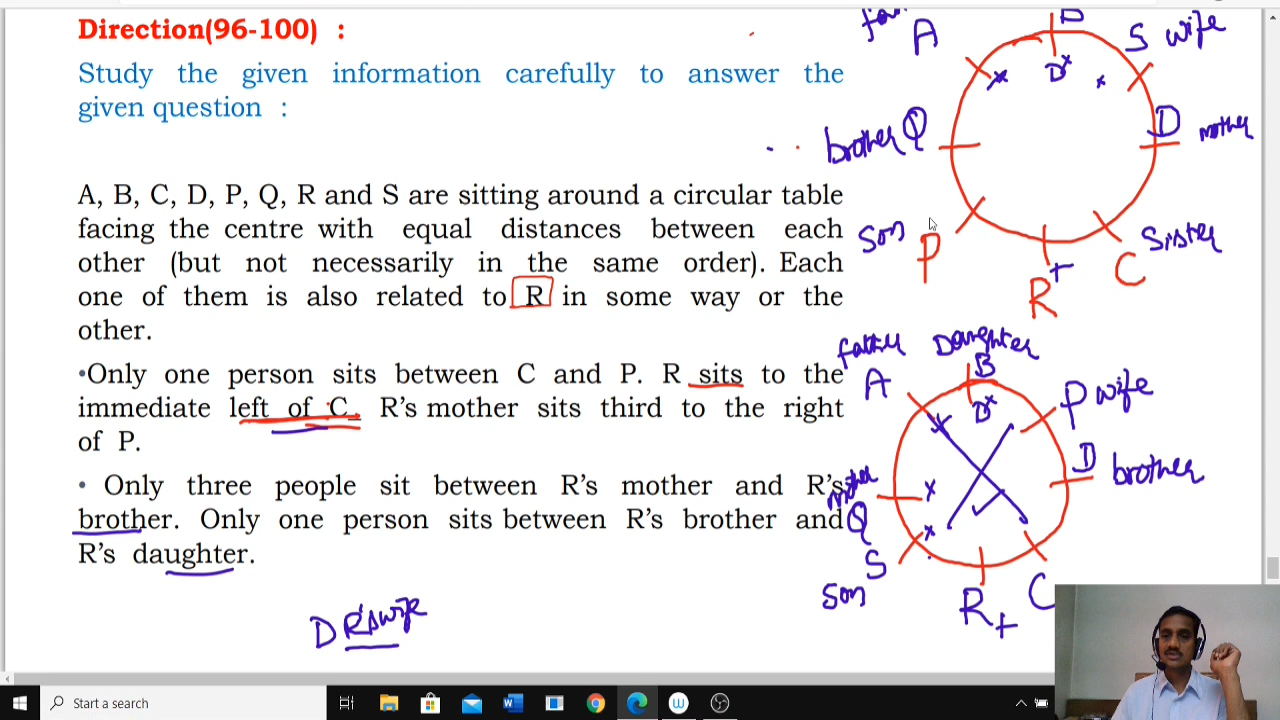 Direction(96-100) :
Study the given information carefully to answer the
given question :
A, B, C, D, P, Q, R and S are sitting around a circular table
facing the centre with equal distances between each
other (but not necessarily in the same order). Each
one of them is also related to R in some way or the
other.
•Only one person sits between C and P. R sits to the
immediate left of C. R's mother sits third to the right
of P.
• Only three people sit between R's mother and R's
brother. Only one person sits between R's brother and
R's daughter.
D R's wife
A
S wife
D
brother Q
D mother
son P
C sister
R+
father A
Daughter B
D
P wife
D brother
mother Q
S son
R+
C
Start a search